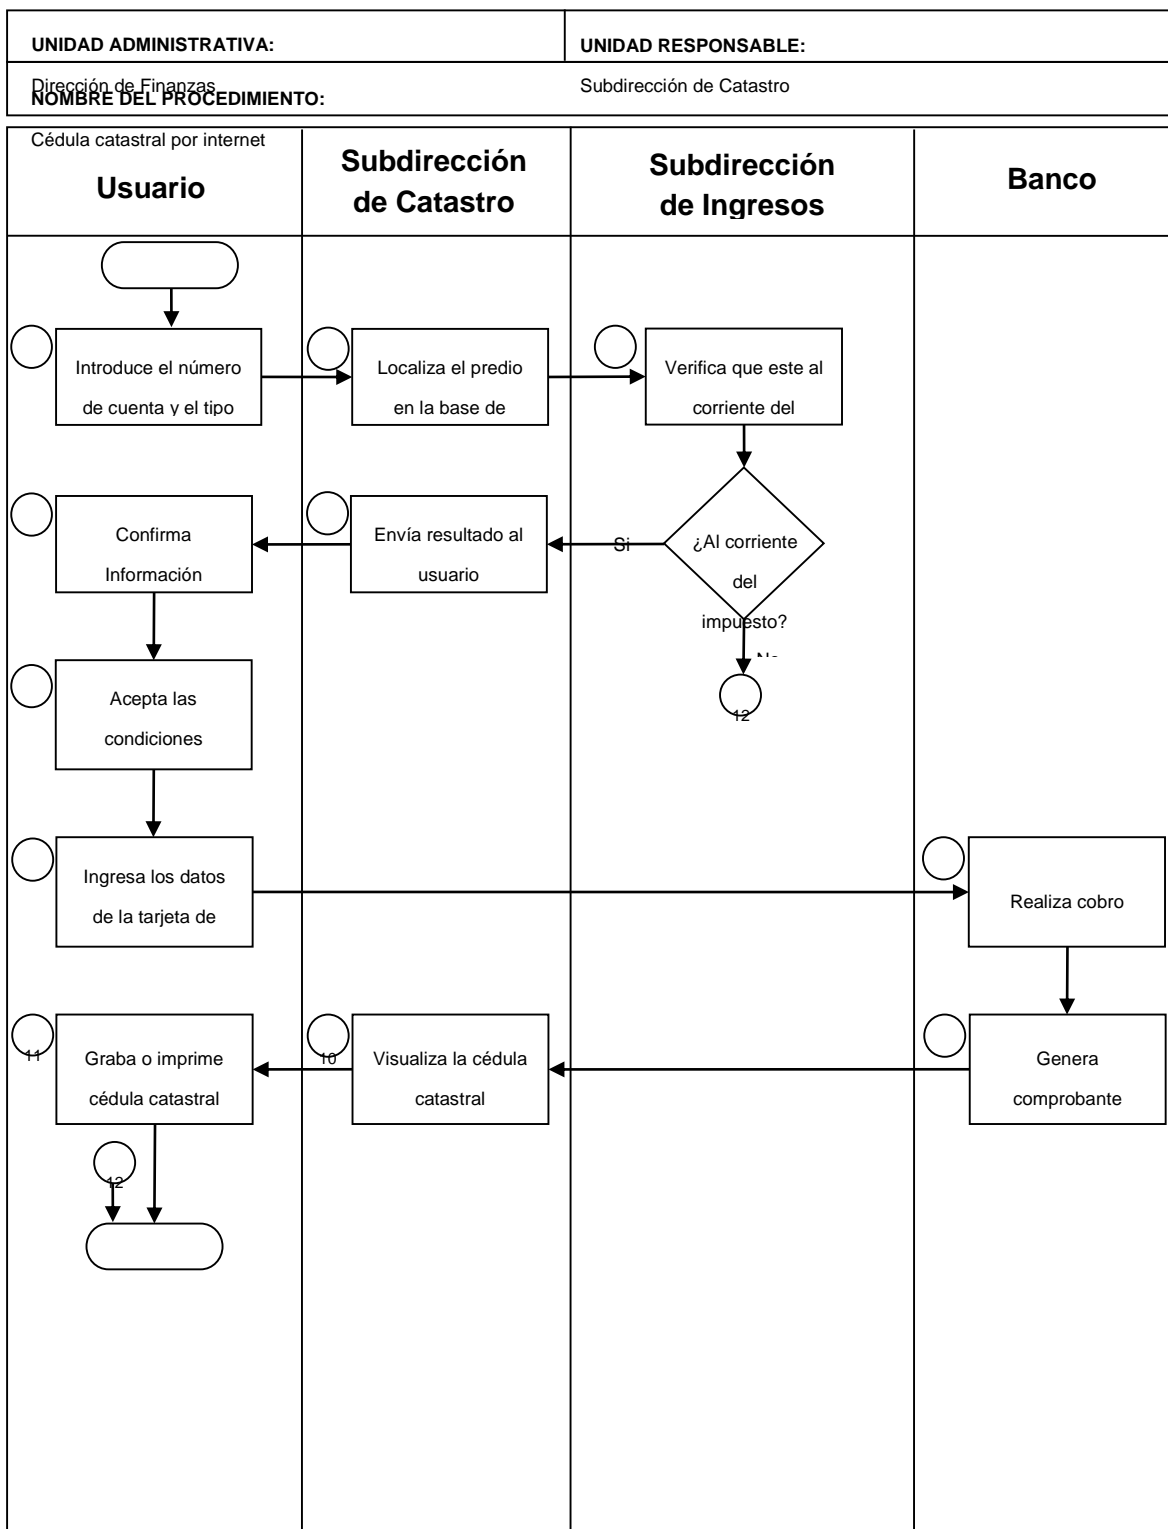 UNIDAD ADMINISTRATIVA:
UNIDAD RESPONSABLE:
Dirección de Finanzas
Subdirección de Catastro
NOMBRE DEL PROCEDIMIENTO:
Cédula catastral por internet
Usuario
Subdirección
de Catastro
Subdirección
de Ingresos
Banco
Introduce el número
de cuenta y el tipo
Localiza el predio
en la base de
Verifica que este al
corriente del
Confirma
Información
Envía resultado al
usuario
Si
¿Al corriente
del
impuesto?
No
12
Acepta las
condiciones
Ingresa los datos
de la tarjeta de
Realiza cobro
11
Graba o imprime
cédula catastral
10
Visualiza la cédula
catastral
Genera
comprobante
12